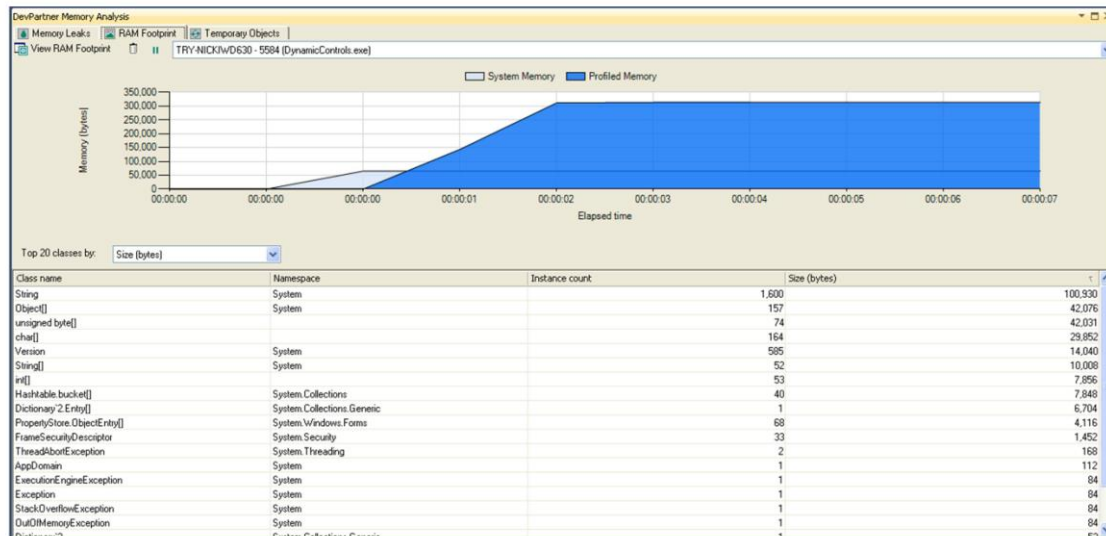 DevPartner Memory Analysis
Memory Leaks RAM Footprint Temporary Objects
View RAM Footprint TRY-NICKIWD630 - 5584 (DynamicControls.exe)
System Memory Profiled Memory
Memory (bytes)
350,000
300,000
250,000
200,000
150,000
100,000
50,000
0
00:00:00 00:00:00 00:00:00 00:00:01 00:00:02 00:00:03 00:00:04 00:00:05 00:00:06 00:00:07
Elapsed time
Top 20 classes by: Size (bytes)
Class name Namespace Instance count Size (bytes)
String System 1,600 100,930
Object[] System 157 42,076
unsigned byte[] 74 42,031
char[] 164 29,852
Version System 585 14,040
String[] System 52 10,008
int[] 53 7,856
Hashtable.bucket[] System.Collections 40 7,848
Dictionary`2.Entry[] System.Collections.Generic 1 6,704
PropertyStore.ObjectEntry[] System.Windows.Forms 68 4,116
FrameSecurityDescriptor System.Security 33 1,452
ThreadAbortException System.Threading 2 168
AppDomain System 1 112
ExecutionEngineException System 1 84
Exception System 1 84
StackOverflowException System 1 84
OutOfMemoryException System 1 84